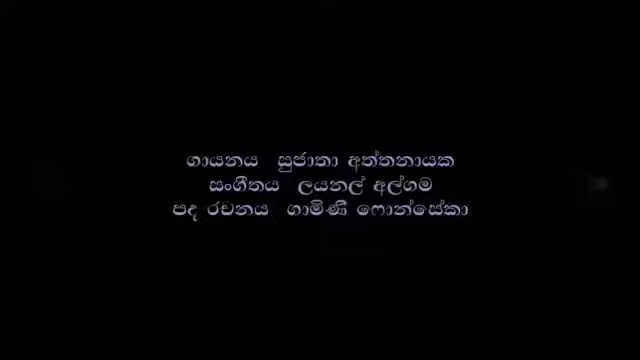 ගායනය සුජාතා අත්තනායක
සංගීතය ලයනල් අල්ගම
පද රචනය ගාමිණී ෆොන්සේකා